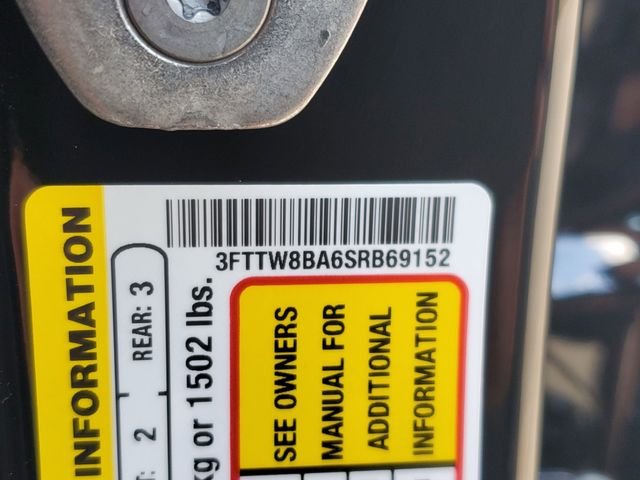 3FTTW8BA6SRB69152
INFORMATION
2 REAR: 3
kg or 1502 lbs.
SEE OWNERS
MANUAL FOR
ADDITIONAL
INFORMATION